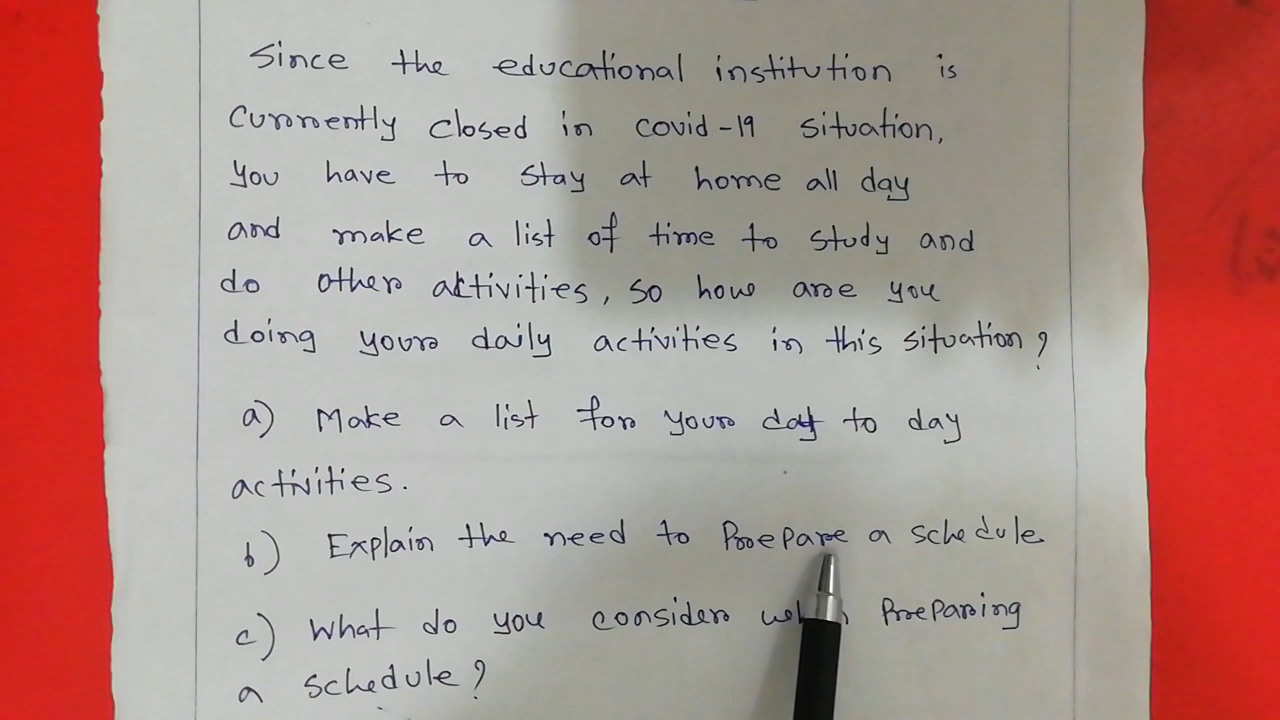 Since the educational institution is
currently closed in covid-19 situation,
you have to stay at home all day
and make a list of time to study and
do other activities, so how are you
doing your daily activities in this situation?
a) Make a list for your day to day
activities.
b) Explain the need to Prepare a schedule
c) What do you consider Preparing
a schedule?